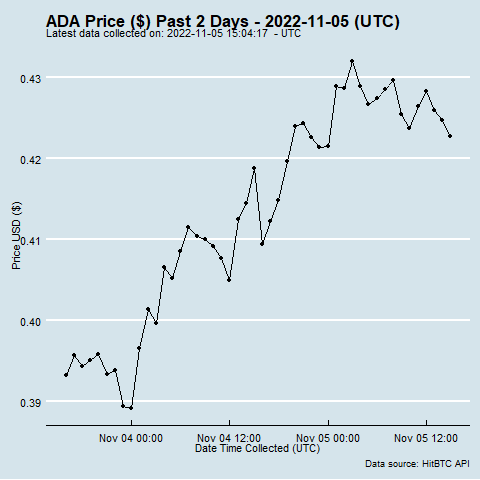 ADA Price ($) Past 2 Days - 2022-11-05 (UTC)
Latest data collected on: 2022-11-05 15:04:17  - UTC
Price USD ($)
0.43
0.42
0.41
0.40
0.39
Nov 04 00:00 Nov 04 12:00 Nov 05 00:00 Nov 05 12:00
Date Time Collected (UTC)
Data source: HitBTC API